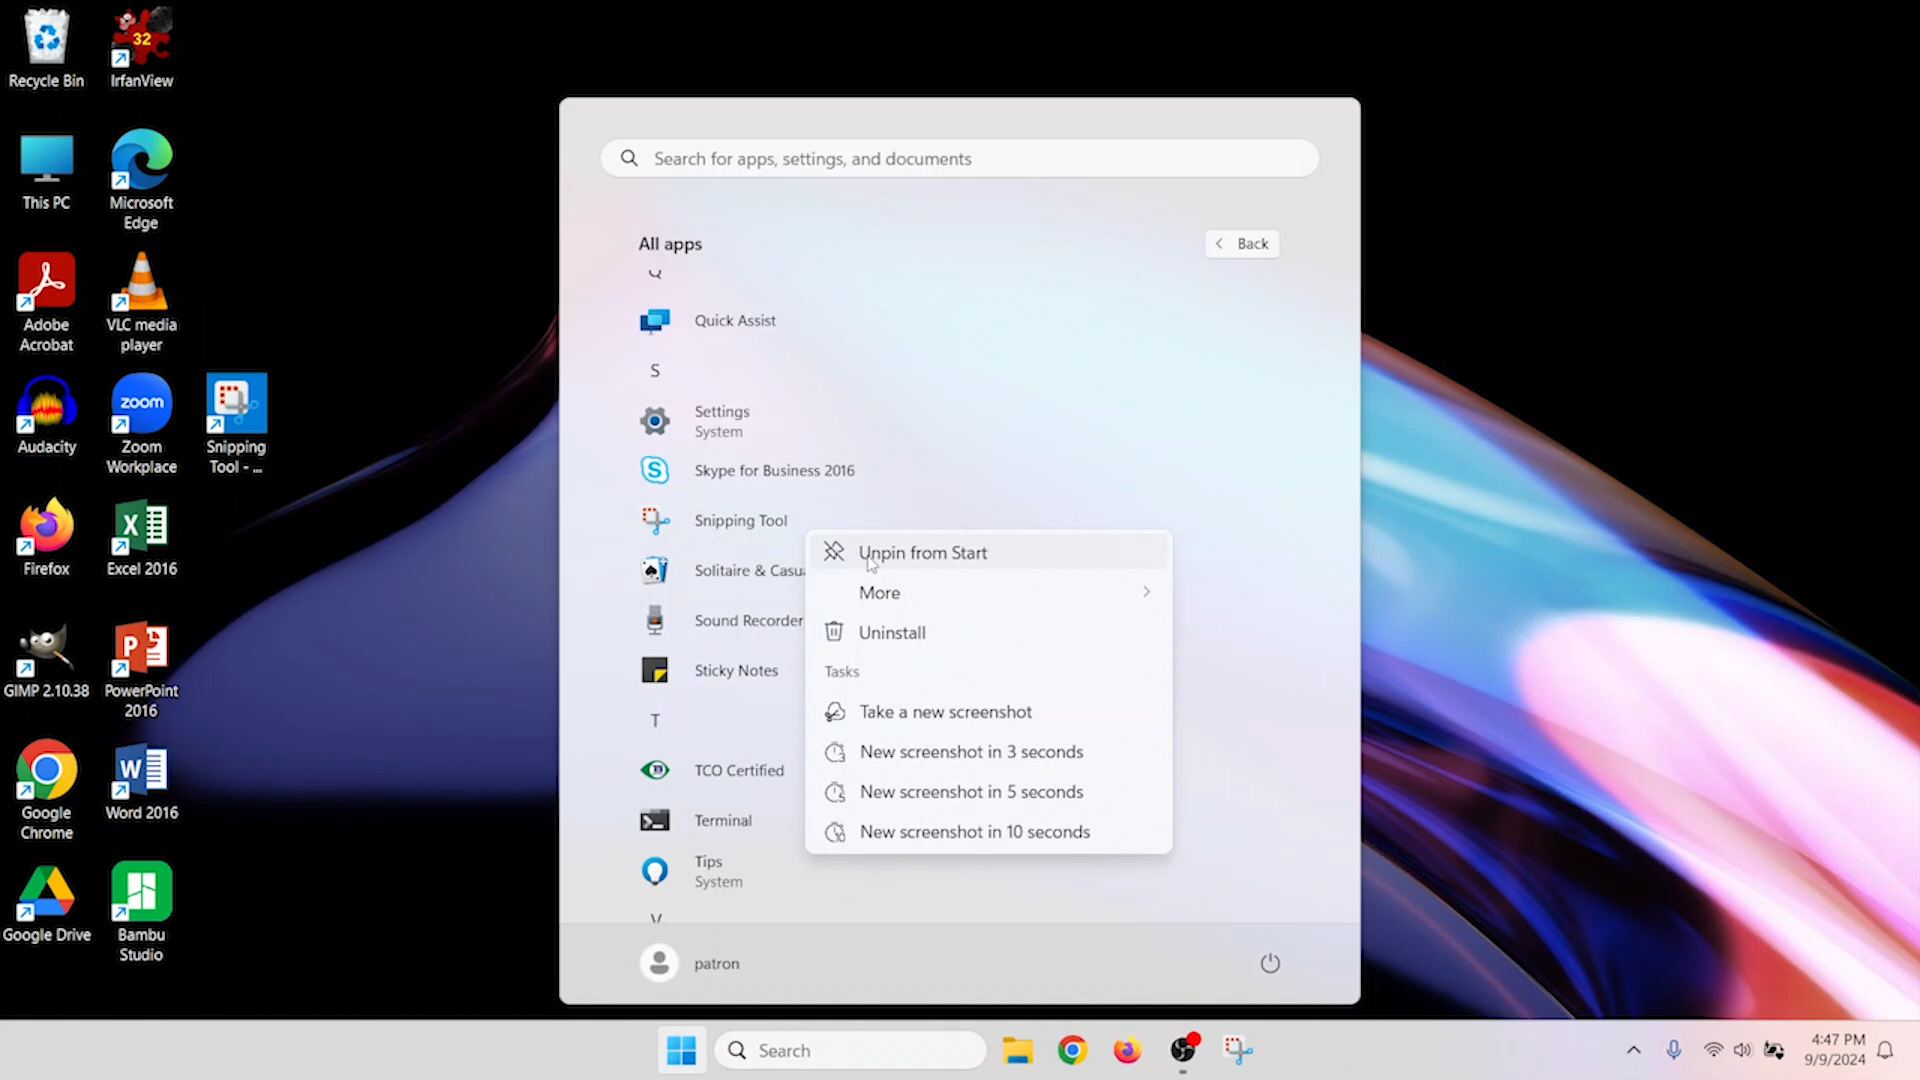 Recycle Bin
32
IrfanView
This PC
Microsoft
Edge
Adobe
Acrobat
VLC media
player
Audacity
zoom
Zoom
Workplace
Snipping
Tool - ...
Firefox
Excel 2016
GIMP 2.10.38
PowerPoint
2016
Google
Chrome
Word 2016
Google Drive
Bambu
Studio
Search for apps, settings, and documents
All apps
Back
Quick Assist
S
Settings
System
Skype for Business 2016
Snipping Tool
Solitaire & Casu
Sound Recorder
Sticky Notes
T
TCO Certified
Terminal
Tips
System
V
Unpin from Start
More
Uninstall
Tasks
Take a new screenshot
New screenshot in 3 seconds
New screenshot in 5 seconds
New screenshot in 10 seconds
patron
Search
4:47 PM
9/9/2024